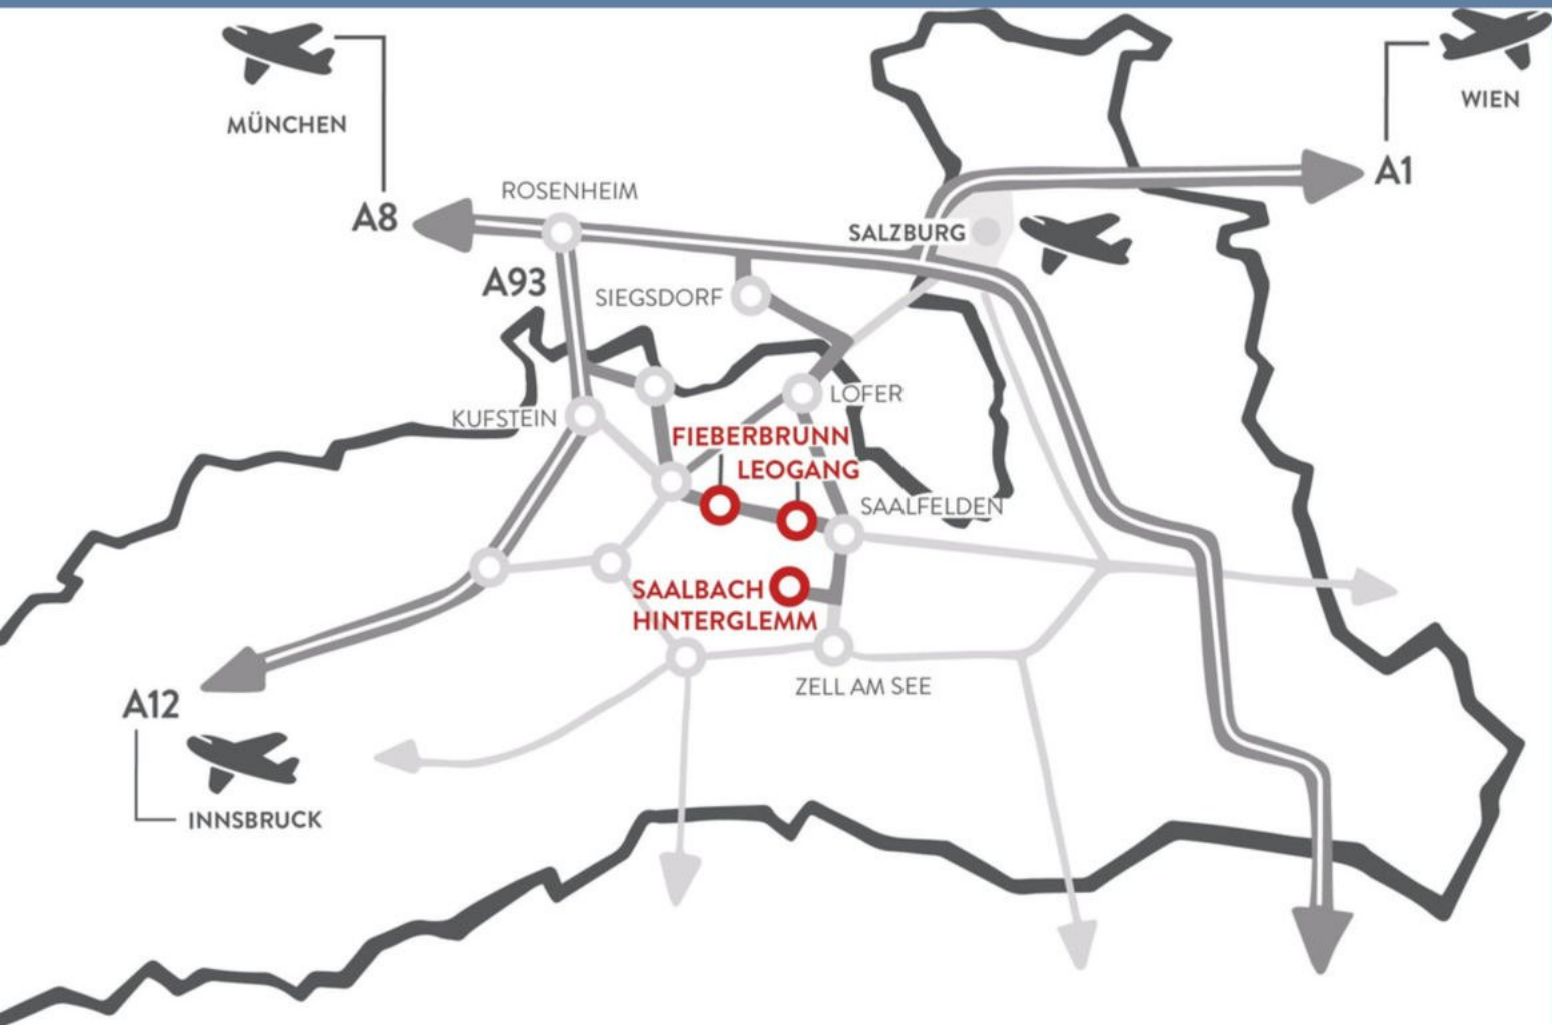 MÜNCHEN
WIEN
A1
ROSENHEIM
A8
SALZBURG
A93
SIEGSDORF
LOFER
KUFSTEIN
FIEBERBRUNN
LEOGANG
SAALFELDEN
SAALBACH
HINTERGLEMM
ZELL AM SEE
A12
INNSBRUCK